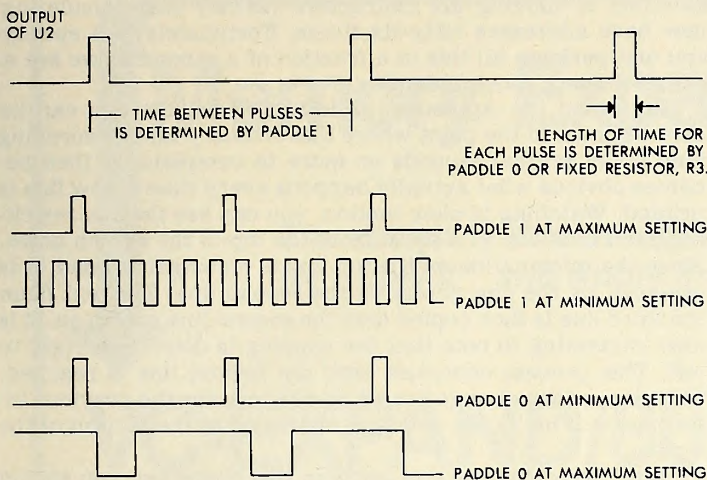 OUTPUT
OF U2
TIME BETWEEN PULSES
IS DETERMINED BY PADDLE 1
LENGTH OF TIME FOR
EACH PULSE IS DETERMINED BY
PADDLE 0 OR FIXED RESISTOR, R3.
PADDLE 1 AT MAXIMUM SETTING
PADDLE 1 AT MINIMUM SETTING
PADDLE 0 AT MINIMUM SETTING
PADDLE 0 AT MAXIMUM SETTING